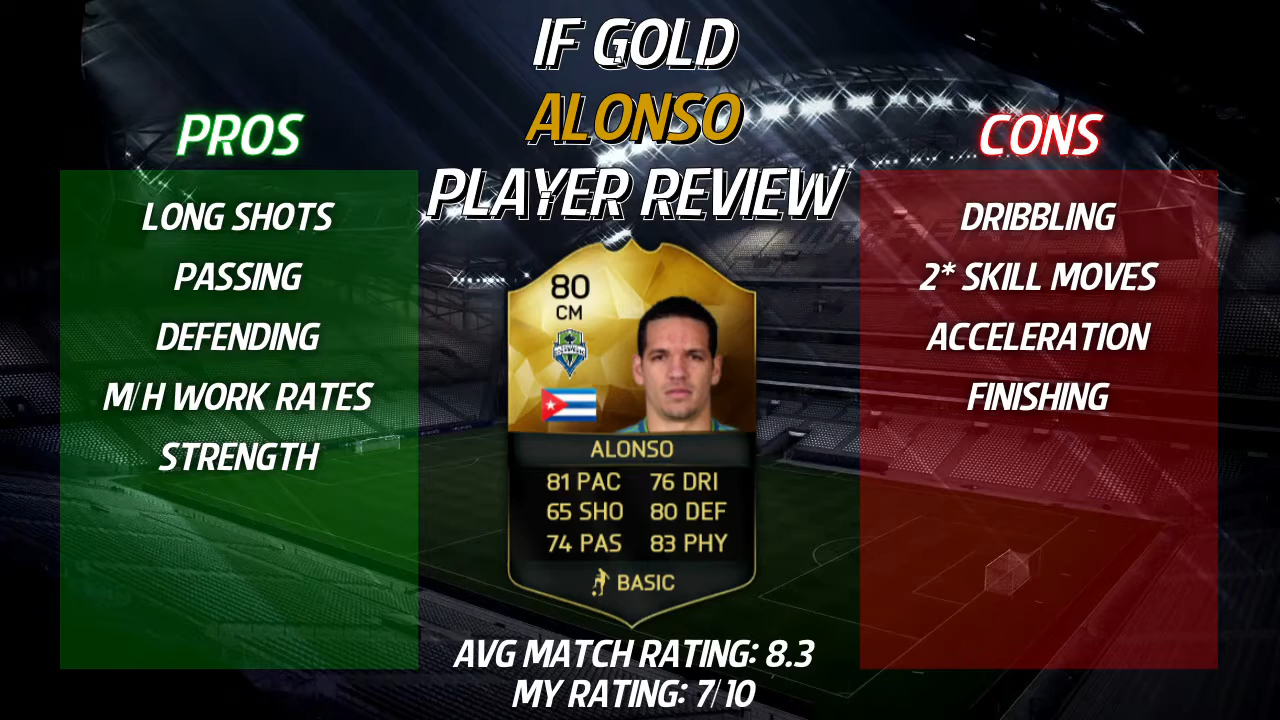 IF GOLD
ALONSO
PLAYER REVIEW
PROS
LONG SHOTS
PASSING
DEFENDING
M/H WORK RATES
STRENGTH
80
CM
ALONSO
81 PAC 76 DRI
65 SHO 80 DEF
74 PAS 83 PHY
BASIC
AVG MATCH RATING: 8.3
MY RATING: 7/10
CONS
DRIBBLING
2* SKILL MOVES
ACCELERATION
FINISHING